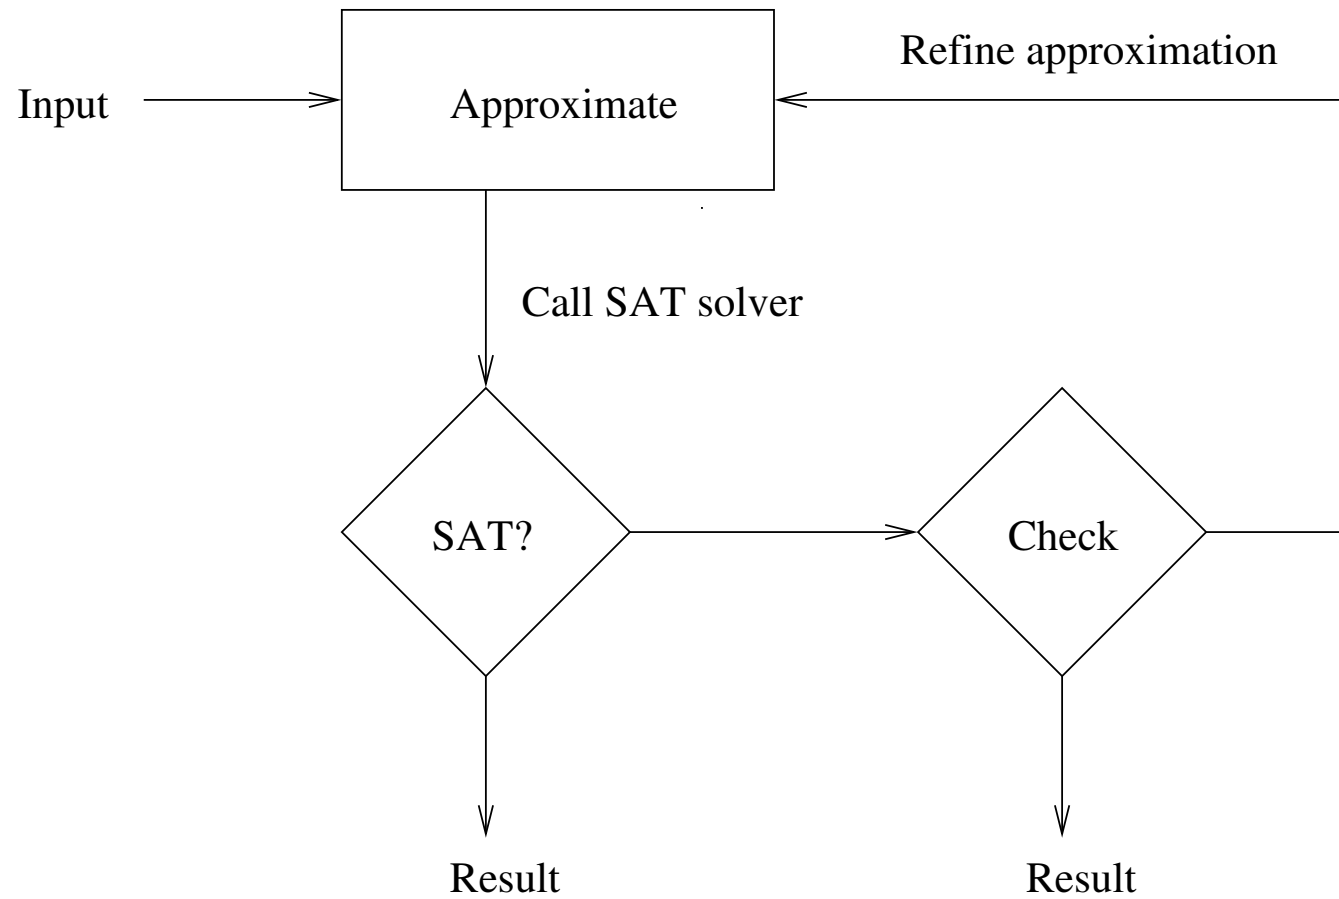 Refine approximation
Input
Approximate
Call SAT solver
SAT?
Check
Result
Result